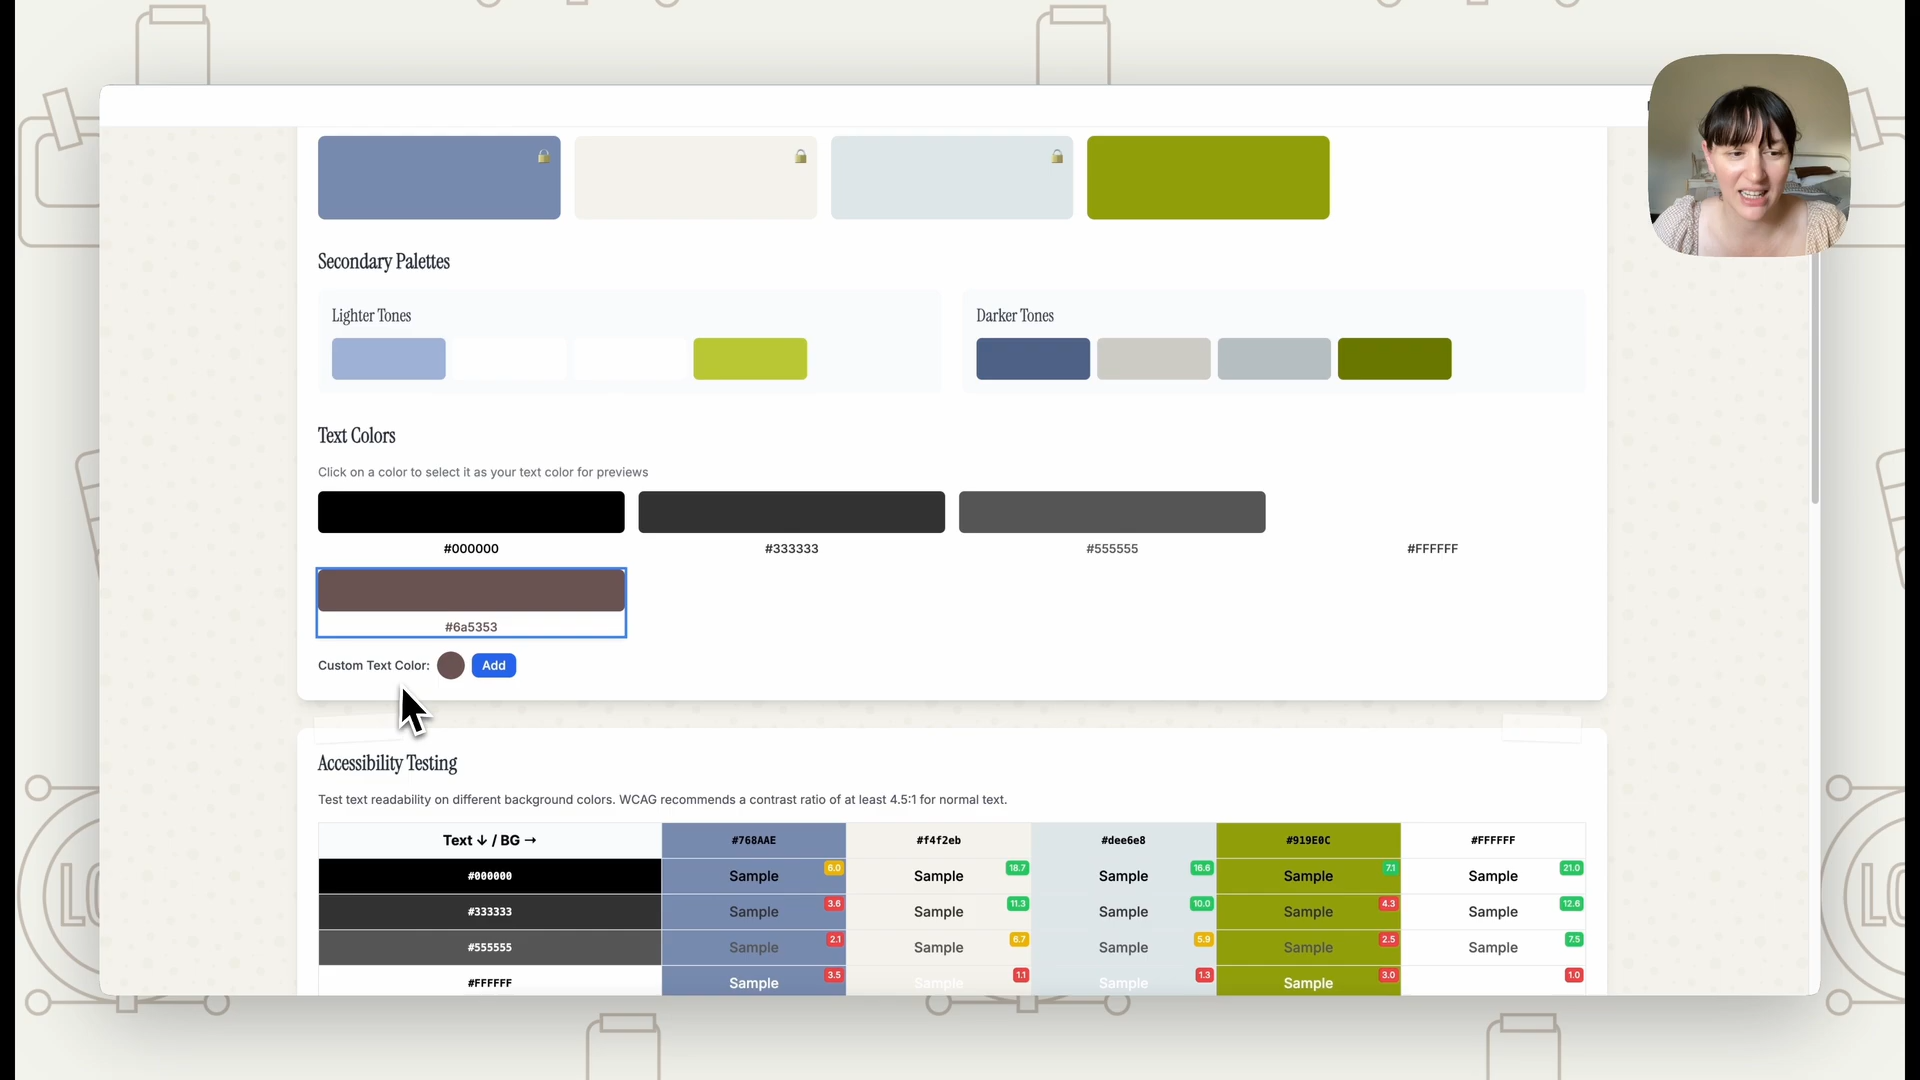 Secondary Palettes
Lighter Tones
Darker Tones
Text Colors
Click on a color to select it as your text color for previews
#000000
#333333
#555555
#FFFFFF
#6a5353
Custom Text Color:
Add
Accessibility Testing
Test text readability on different background colors. WCAG recommends a contrast ratio of at least 4.5:1 for normal text.
Text ↓ / BG → #768AAE #f4f2eb #dee6e8 #919E0C #FFFFFF
#000000 Sample 6.0 Sample 18.7 Sample 16.6 Sample 7.1 Sample 21.0
#333333 Sample 3.6 Sample 11.3 Sample 10.0 Sample 4.3 Sample 12.6
#555555 Sample 2.1 Sample 6.7 Sample 5.9 Sample 2.5 Sample 7.5
#FFFFFF Sample 3.5 Sample 1.1 Sample 1.3 Sample 3.0 1.0